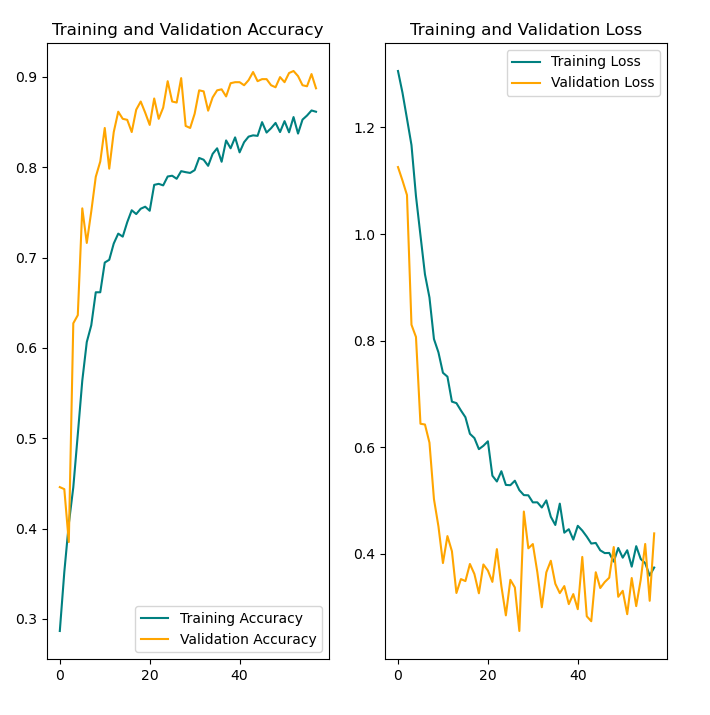 Training and Validation Accuracy
0.9
0.8
0.7
0.6
0.5
0.4
0.3
0 20 40
Training Accuracy
Validation Accuracy
Training and Validation Loss
Training Loss
Validation Loss
1.2
1.0
0.8
0.6
0.4
0 20 40